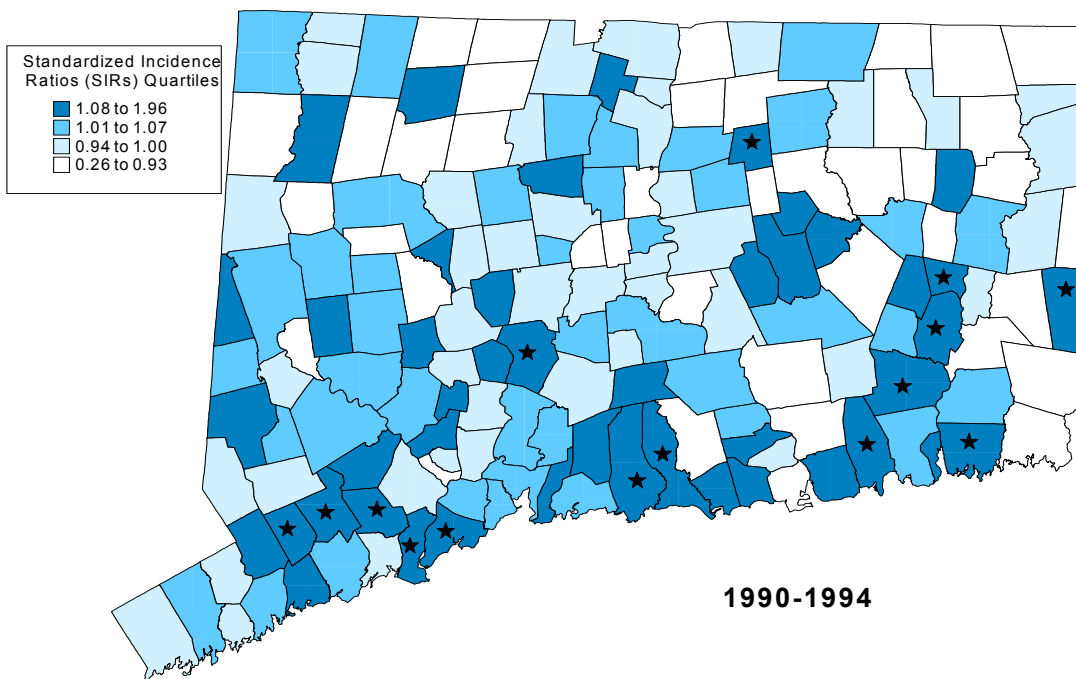 Standardized Incidence
Ratios (SIRs) Quartiles
1.08 to 1.96
1.01 to 1.07
0.94 to 1.00
0.26 to 0.93
1990-1994